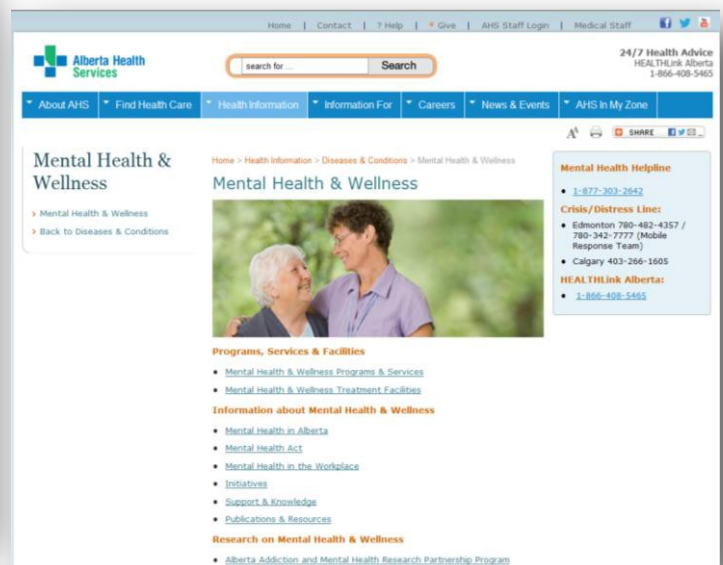 Home | Contact | ? Help | Give | AHS Staff Login | Medical Staff
Alberta Health
Services
search for ...
Search
24/7 Health Advice
HEALTHLink Alberta
1-866-408-5465
About AHS
Find Health Care
Health Information
Information For
Careers
News & Events
AHS In My Zone
SHARE
Mental Health &
Wellness
Mental Health & Wellness
Back to Diseases & Conditions
Home > Health Information > Diseases & Conditions > Mental Health & Wellness
Mental Health & Wellness
Programs, Services & Facilities
Mental Health & Wellness Programs & Services
Mental Health & Wellness Treatment Facilities
Information about Mental Health & Wellness
Mental Health in Alberta
Mental Health Act
Mental Health in the Workplace
Initiatives
Support & Knowledge
Publications & Resources
Research on Mental Health & Wellness
Alberta Addiction and Mental Health Research Partnership Program
Mental Health Helpline
1-877-303-2642
Crisis/Distress Line:
Edmonton 780-482-4357 /
780-342-7777 (Mobile
Response Team)
Calgary 403-266-1605
HEALTHLink Alberta:
1-866-408-5465